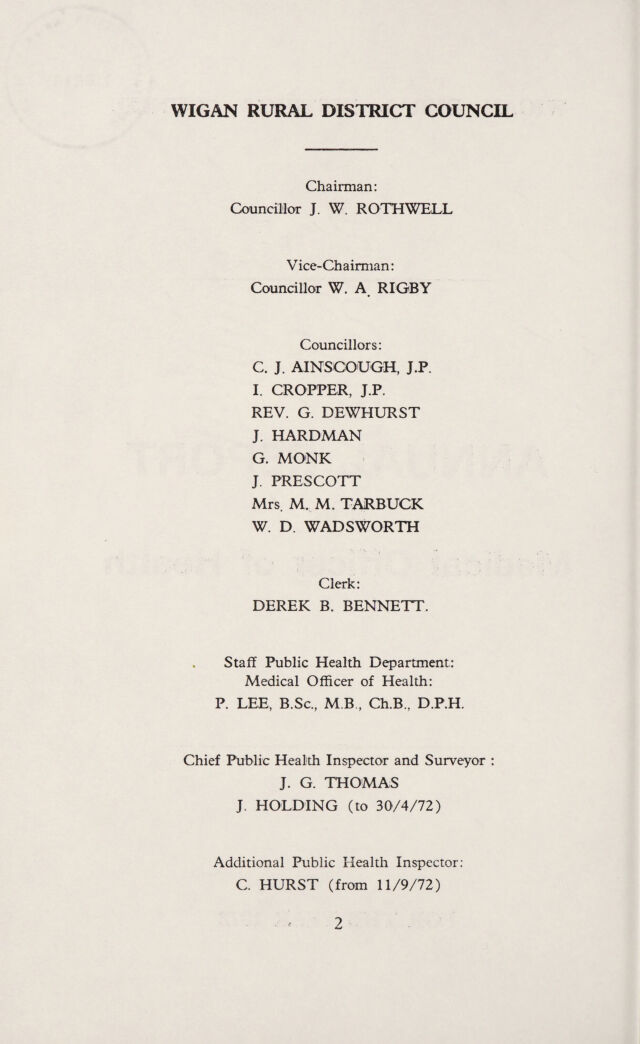 WIGAN RURAL DISTRICT COUNCIL
Chairman:
Councillor J. W. ROTHWELL
Vice-Chairman:
Councillor W. A. RIGBY
Councillors:
C. J. AINSCOUGH, J.P.
I. CROPPER, J.P.
REV. G. DEWHURST
J. HARDMAN
G. MONK
J. PRESCOTT
Mrs. M. M. TARBUCK
W. D. WADSWORTH
Clerk:
DEREK B. BENNETT.
Staff Public Health Department:
Medical Officer of Health:
P. LEE, B.Sc., M.B., Ch.B., D.P.H.
Chief Public Health Inspector and Surveyor :
J. G. THOMAS
J. HOLDING (to 30/4/72)
Additional Public Health Inspector:
C. HURST (from 11/9/72)
2